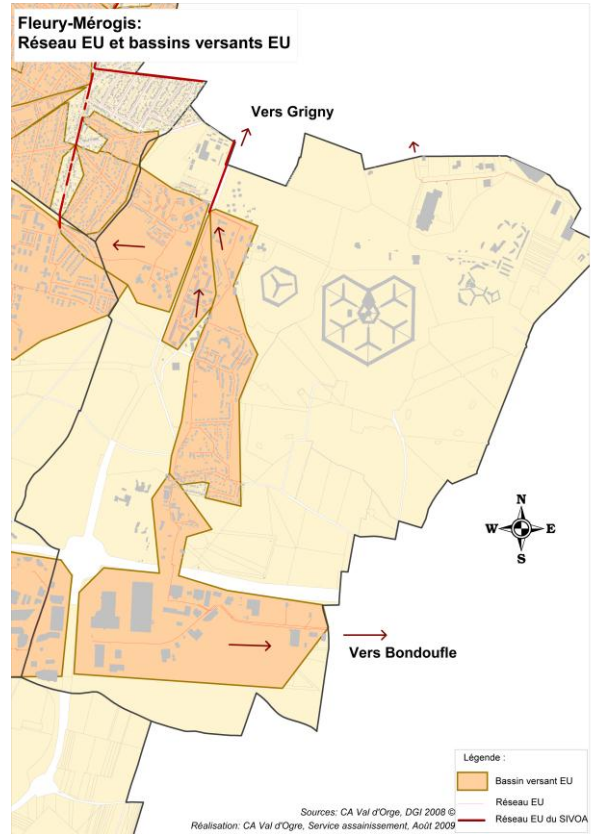 Fleury-Mérogis:
Réseau EU et bassins versants EU
Vers Grigny
N
W E
S
Vers Bondoufle
Légende :
Bassin versant EU
Réseau EU
Réseau EU du SIVOA
Sources: CA Val d'Orge, DGI 2008 ©
Réalisation: CA Val d'Ogre, Service assainissement, Août 2009